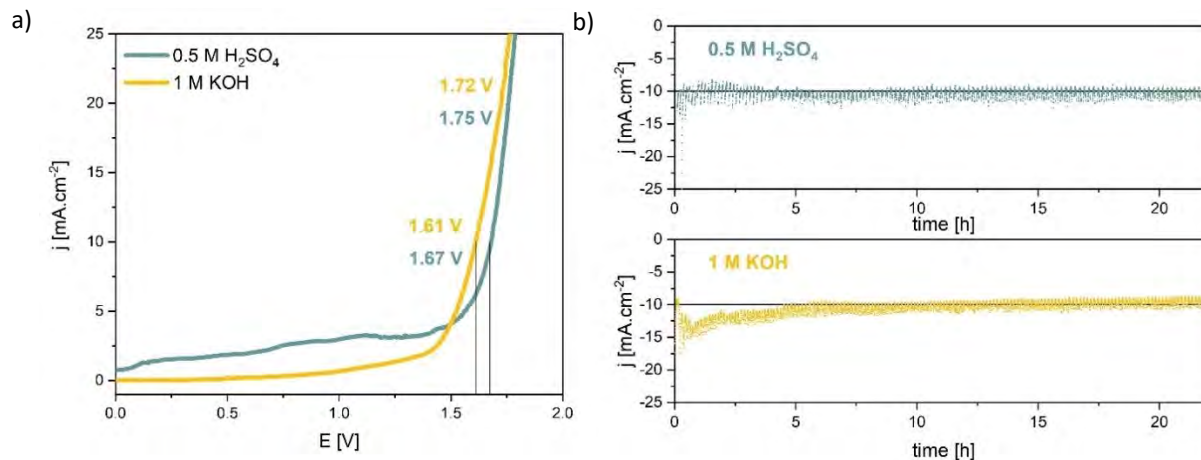 a)
25
20
15
10
5
0
j [mA.cm⁻²]
0.5 M H₂SO₄
1 M KOH
1.72 V
1.75 V
1.61 V
1.67 V
0.0 0.5 1.0 1.5 2.0
E [V]
b)
0
-5
-10
-15
-20
-25
j [mA.cm⁻²]
0.5 M H₂SO₄
0 5 10 15 20
time [h]
0
-5
-10
-15
-20
-25
j [mA.cm⁻²]
1 M KOH
0 5 10 15 20
time [h]